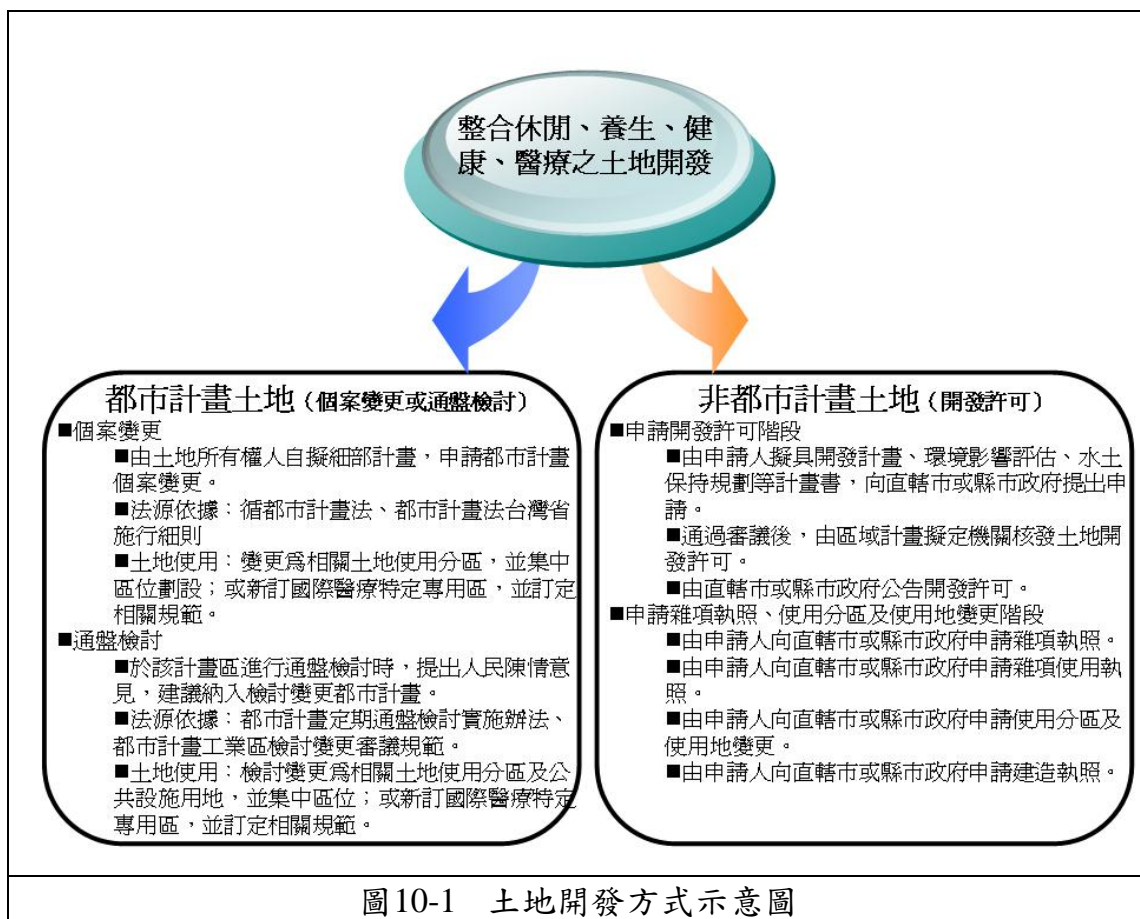 整合休閒、養生、健
康、醫療之土地開發
都市計畫土地（個案變更或通盤檢討）
■個案變更
■由土地所有權人自擬細部計畫，申請都市計畫
個案變更。
■法源依據：循都市計畫法、都市計畫法台灣省
施行細則
■土地使用：變更爲相關土地使用分區，並集中
區位劃設；或新訂國際醫療特定專用區，並訂定
相關規範。
■通盤檢討
■於該計畫區進行通盤檢討時，提出人民陳情意
見，建議納入檢討變更都市計畫。
■法源依據：都市計畫定期通盤檢討實施辦法、
都市計畫工業區檢討變更審議規範。
■土地使用：檢討變更爲相關土地使用分區及公
共設施用地，並集中區位；或新訂國際醫療特定
專用區，並訂定相關規範。
非都市計畫土地（開發許可）
■申請開發許可階段
■由申請人擬具開發計畫、環境影響評估、水土
保持規劃等計畫書，向直轄市或縣市政府提出申
請。
■通過審議後，由區域計畫擬定機關核發土地開
發許可。
■由直轄市或縣市政府公告開發許可。
■申請雜項執照、使用分區及使用地變更階段
■由申請人向直轄市或縣市政府申請雜項執照。
■由申請人向直轄市或縣市政府申請雜項使用執
照。
■由申請人向直轄市或縣市政府申請使用分區及
使用地變更。
■由申請人向直轄市或縣市政府申請建造執照。
圖10-1 土地開發方式示意圖